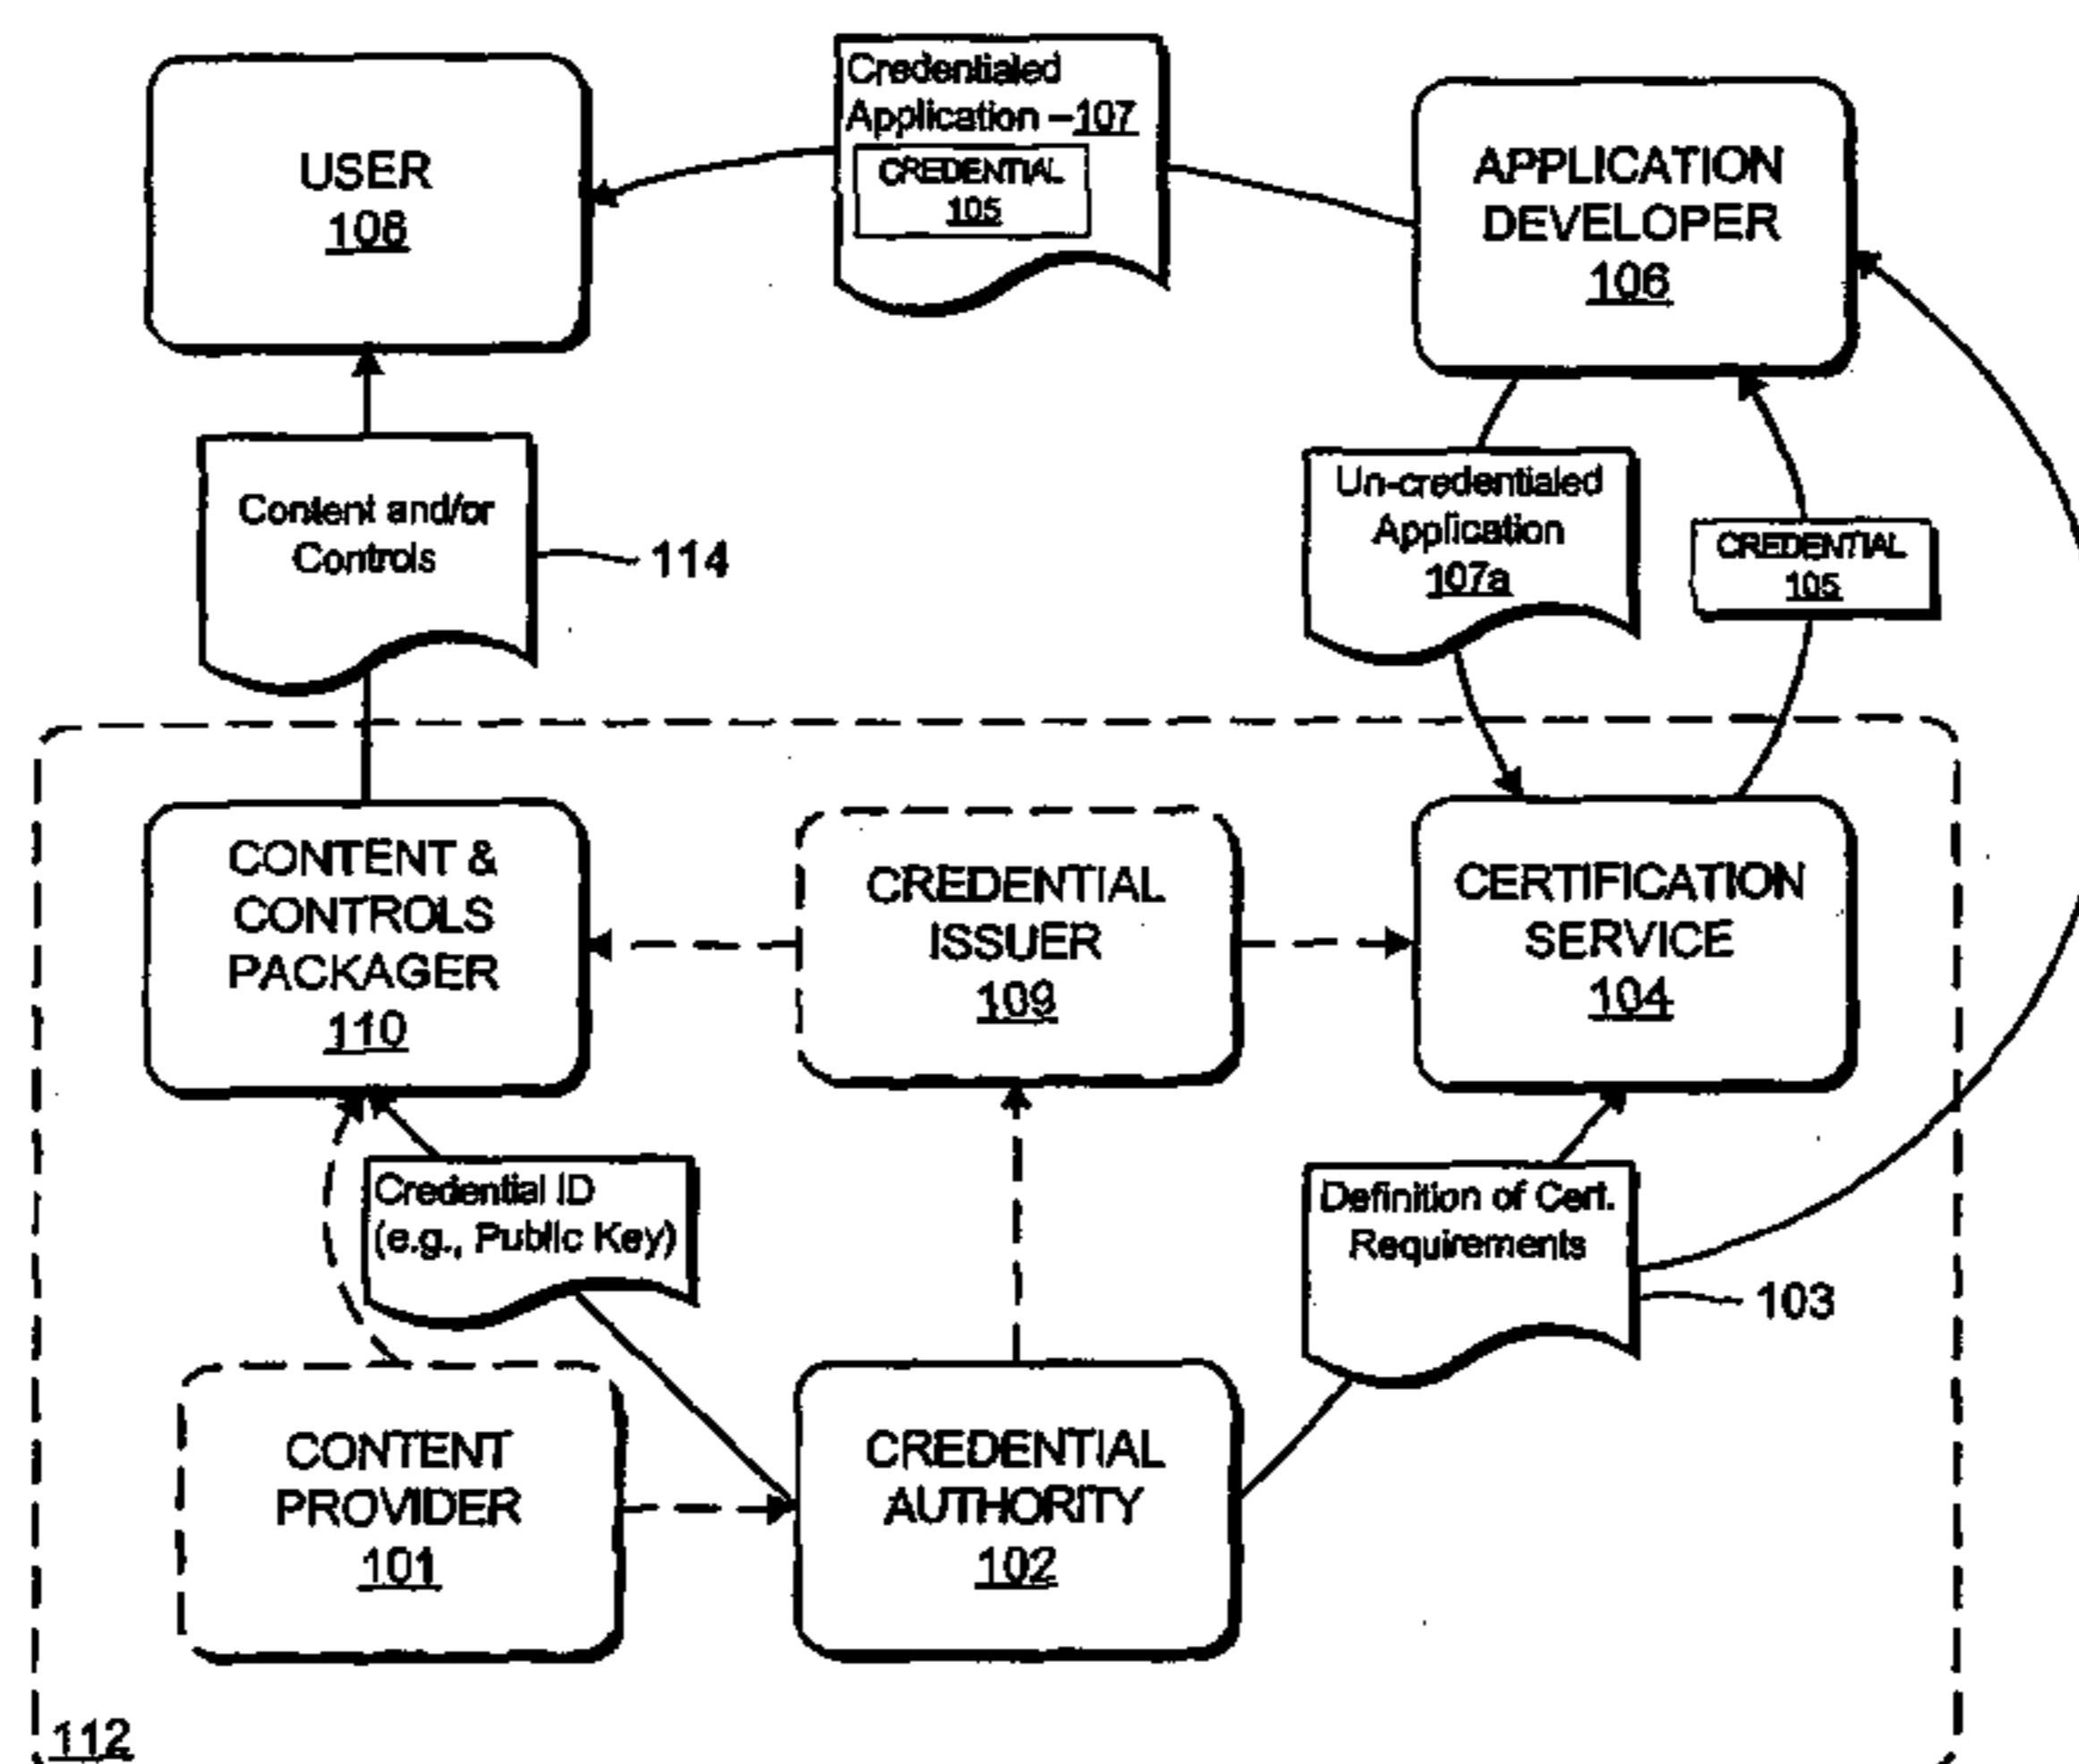 USER
108
Credentialed
Application – 107
CREDENTIAL
105
APPLICATION
DEVELOPER
106
Content and/or
Controls
114
Un-credentialed
Application
107a
CREDENTIAL
105
CONTENT &
CONTROLS
PACKAGER
110
CREDENTIAL
ISSUER
109
CERTIFICATION
SERVICE
104
Credential ID
(e.g., Public Key)
Definition of Cert.
Requirements
103
CONTENT
PROVIDER
101
CREDENTIAL
AUTHORITY
102
112